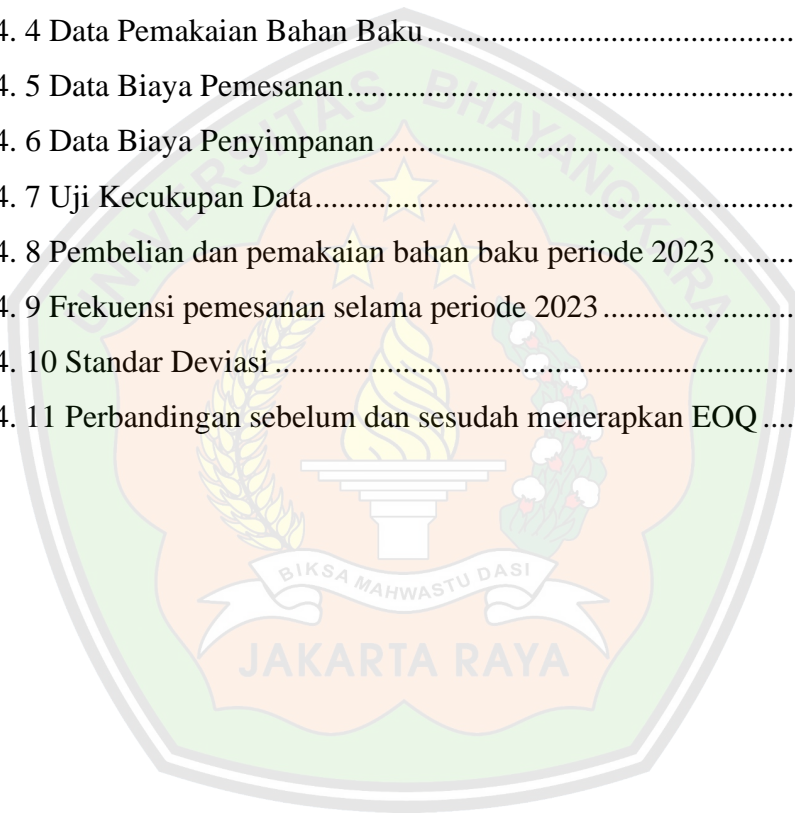 4. 4 Data Pemakaian Bahan Baku........................................
4. 5 Data Biaya Pemesanan..................................................
4. 6 Data Biaya Penyimpanan..............................................
4. 7 Uji Kecukupan Data......................................................
4. 8 Pembelian dan pemakaian bahan baku periode 2023.........
4. 9 Frekuensi pemesanan selama periode 2023.....................
4. 10 Standar Deviasi...........................................................
4. 11 Perbandingan sebelum dan sesudah menerapkan EOQ....
UNIVERSITAS BHAYANGKARA
BIKSA MAHWASTU DASI
JAKARTA RAYA